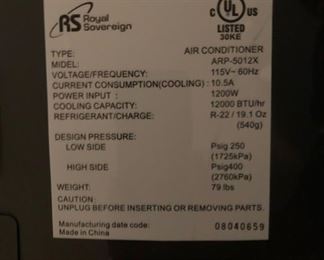 RS Royal Sovereign
C UL US
LISTED
30KE
TYPE: AIR CONDITIONER
MODEL: ARP-5012X
VOLTAGE/FREQUENCY: 115V~ 60Hz
CURRENT CONSUMPTION(COOLING) : 10.5A
POWER INPUT : 1200W
COOLING CAPACITY: 12000 BTU/hr
REFRIGERANT/CHARGE: R-22 / 19.1 Oz
(540g)
DESIGN PRESSURE:
LOW SIDE Psig 250
(1725kPa)
HIGH SIDE Psig400
(2760kPa)
WEIGHT: 79 lbs
CAUTION:
UNPLUG BEFORE INSERTING OR REMOVING PARTS.
Manufacturing date code: 08040659
Made in China